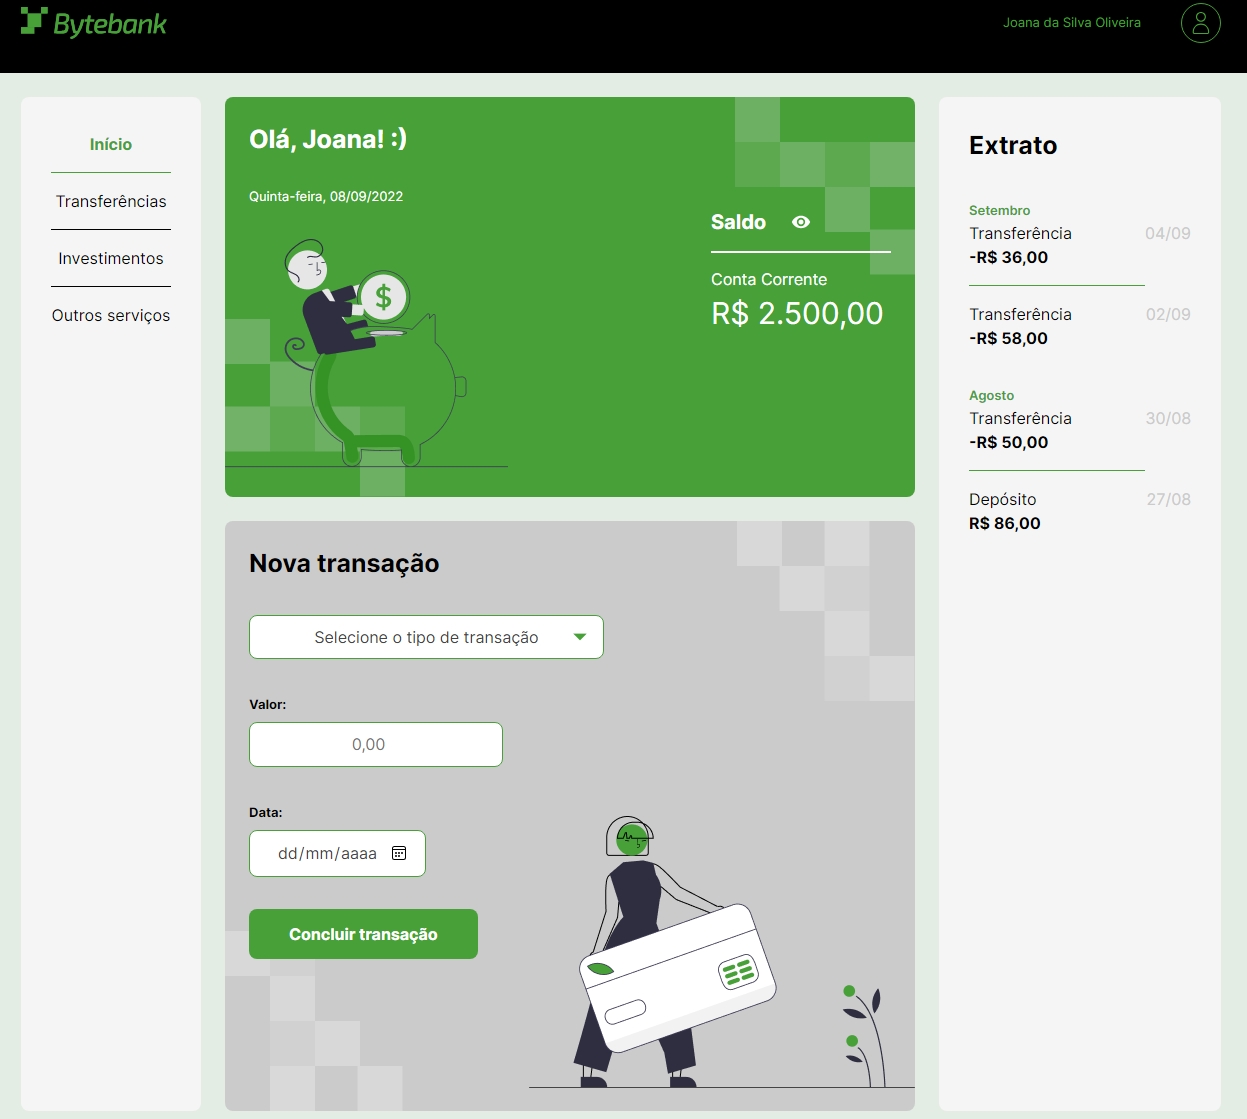 Bytebank
Joana da Silva Oliveira
Início
Transferências
Investimentos
Outros serviços
Olá, Joana! :)
Quinta-feira, 08/09/2022
Saldo
Conta Corrente
R$ 2.500,00
$
Nova transação
Selecione o tipo de transação
Valor:
0,00
Data:
dd/mm/aaaa
Concluir transação
Extrato
Setembro
Transferência 04/09
-R$ 36,00
Transferência 02/09
-R$ 58,00
Agosto
Transferência 30/08
-R$ 50,00
Depósito 27/08
R$ 86,00